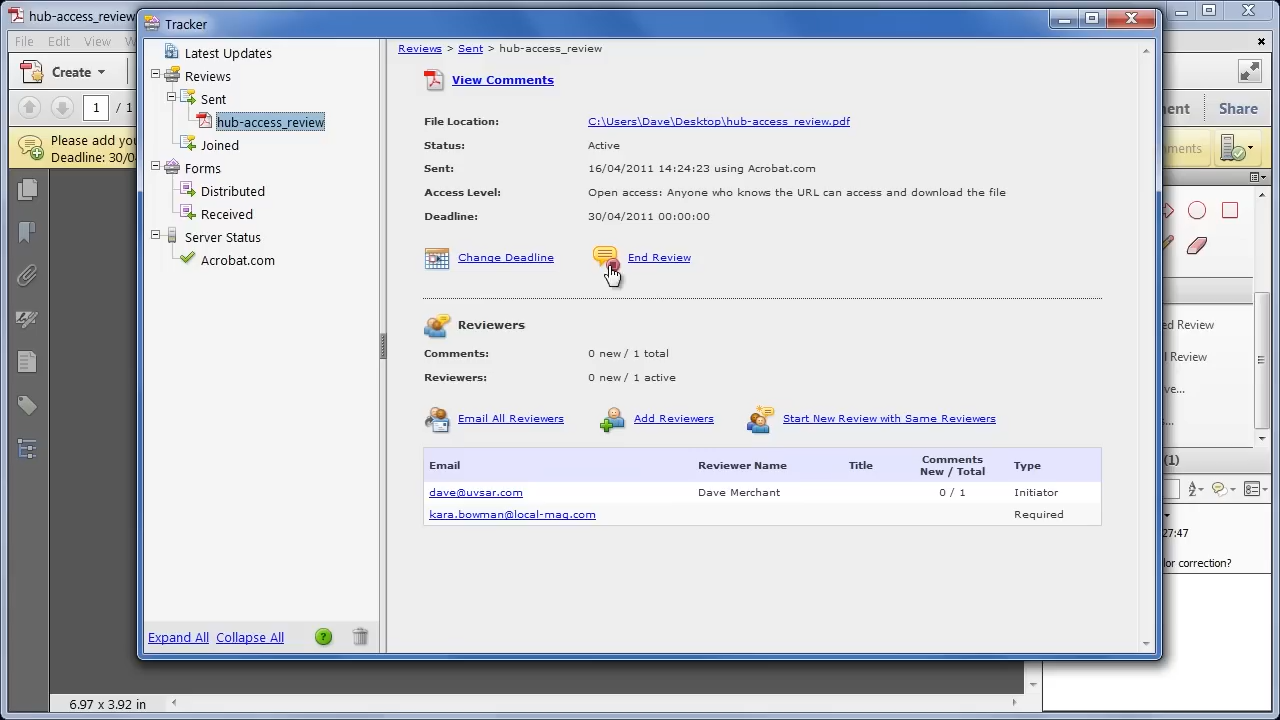 hub-access_review
Tracker
File Edit View W
Create
1 / 1
Please add you
Deadline: 30/04
Latest Updates
Reviews
Sent
hub-access_review
Joined
Forms
Distributed
Received
Server Status
Acrobat.com
Expand All Collapse All
?
Reviews > Sent > hub-access_review
View Comments
File Location: C:\Users\Dave\Desktop\hub-access_review.pdf
Status: Active
Sent: 16/04/2011 14:24:23 using Acrobat.com
Access Level: Open access: Anyone who knows the URL can access and download the file
Deadline: 30/04/2011 00:00:00
Change Deadline End Review
Reviewers
Comments: 0 new / 1 total
Reviewers: 0 new / 1 active
Email All Reviewers Add Reviewers Start New Review with Same Reviewers
Email Reviewer Name Title Comments New / Total Type
dave@uvsar.com Dave Merchant 0 / 1 Initiator
kara.bowman@local-mag.com Required
ment Share
mments
ed Review
l Review
ve...
...
(1)
27:47
lor correction?
6.97 x 3.92 in